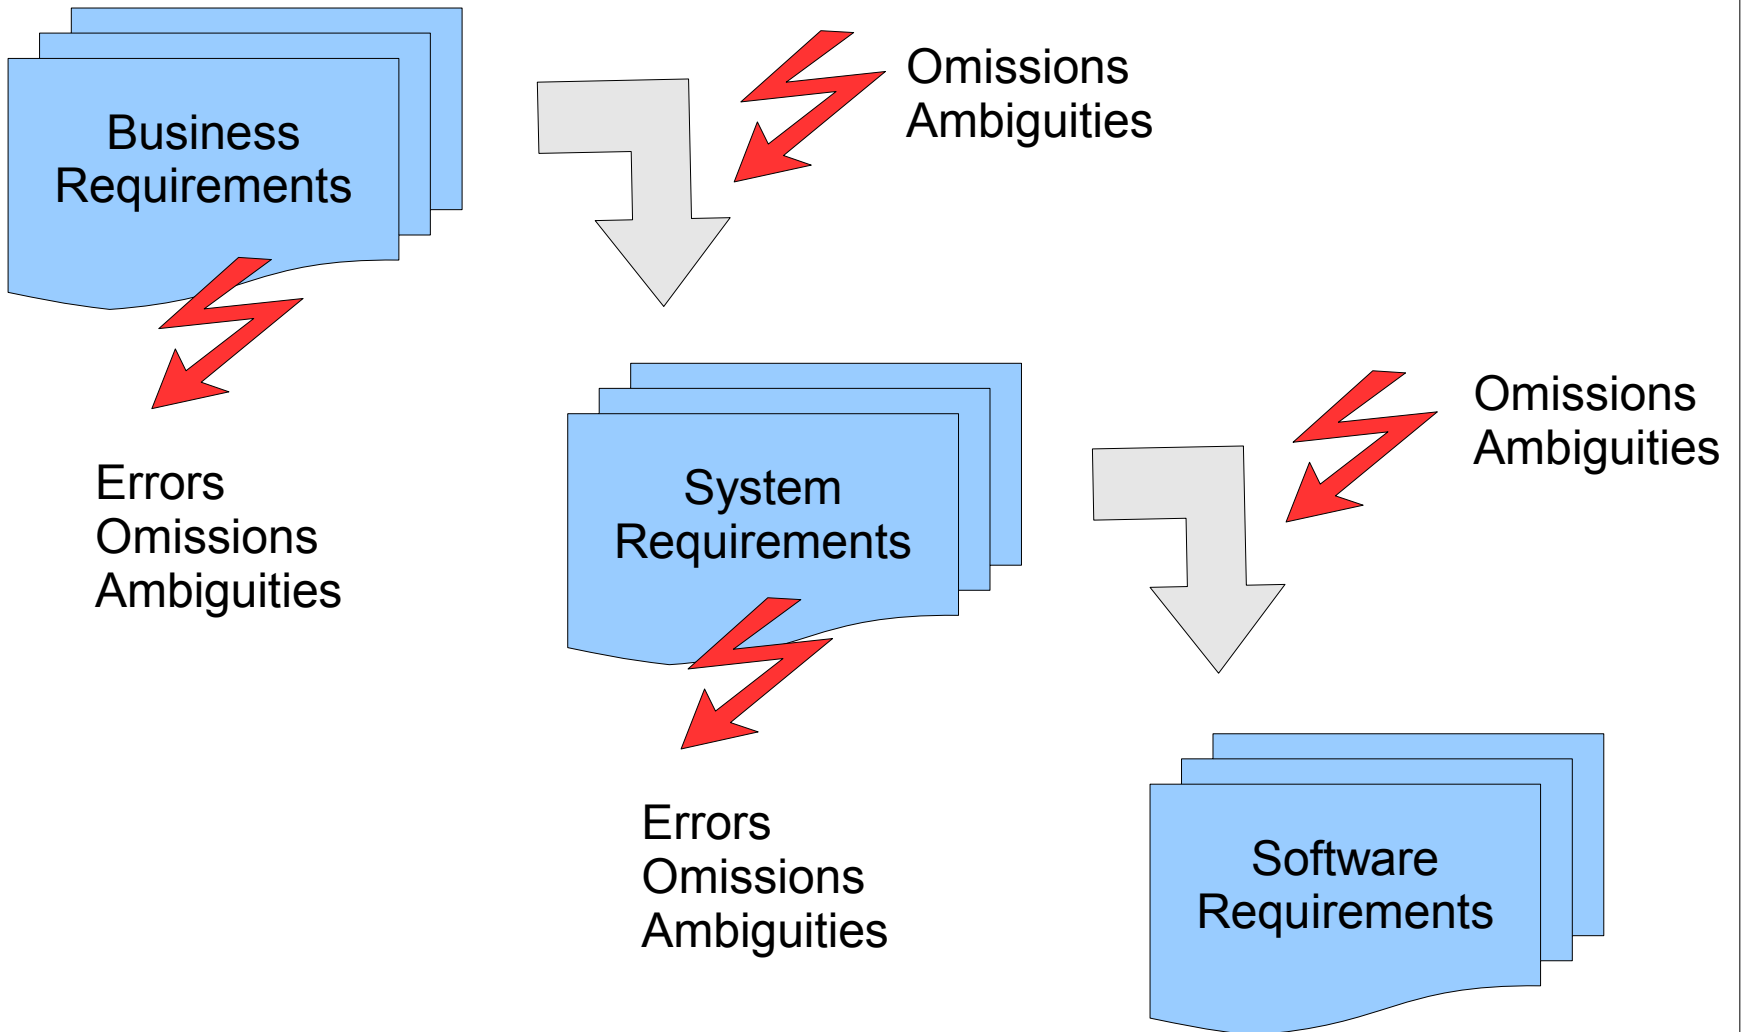 Business
Requirements
Omissions
Ambiguities
Errors
Omissions
Ambiguities
System
Requirements
Omissions
Ambiguities
Errors
Omissions
Ambiguities
Software
Requirements